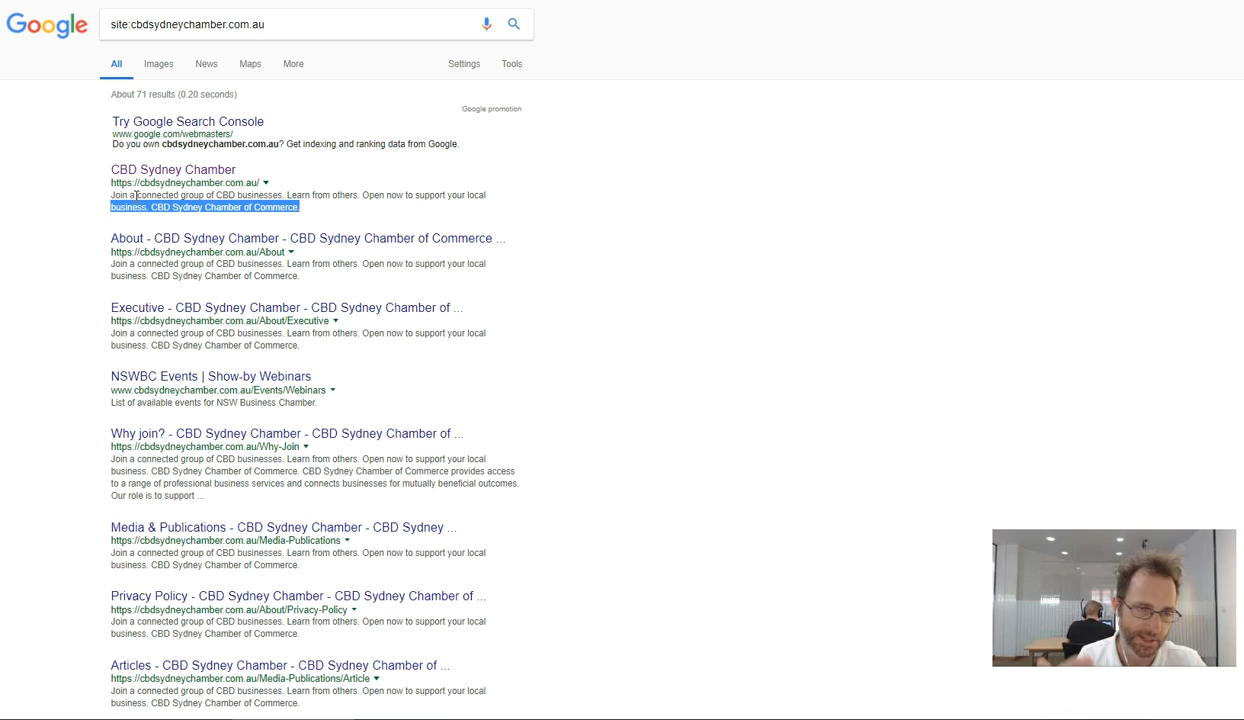 Google
site:cbdsydneychamber.com.au
All Images News Maps More Settings Tools
About 71 results (0.20 seconds)
Google promotion
Try Google Search Console
www.google.com/webmasters/
Do you own cbdsydneychamber.com.au? Get indexing and ranking data from Google.
CBD Sydney Chamber
https://cbdsydneychamber.com.au/
Join a connected group of CBD businesses. Learn from others. Open now to support your local
business. CBD Sydney Chamber of Commerce.
About - CBD Sydney Chamber - CBD Sydney Chamber of Commerce ...
https://cbdsydneychamber.com.au/About
Join a connected group of CBD businesses. Learn from others. Open now to support your local
business. CBD Sydney Chamber of Commerce.
Executive - CBD Sydney Chamber - CBD Sydney Chamber of ...
https://cbdsydneychamber.com.au/About/Executive
Join a connected group of CBD businesses. Learn from others. Open now to support your local
business. CBD Sydney Chamber of Commerce.
NSWBC Events | Show-by Webinars
www.cbdsydneychamber.com.au/Events/Webinars
List of available events for NSW Business Chamber.
Why join? - CBD Sydney Chamber - CBD Sydney Chamber of ...
https://cbdsydneychamber.com.au/Why-Join
Join a connected group of CBD businesses. Learn from others. Open now to support your local
business. CBD Sydney Chamber of Commerce. CBD Sydney Chamber of Commerce provides access
to a range of professional business services and connects businesses for mutually beneficial outcomes.
Our role is to support ...
Media & Publications - CBD Sydney Chamber - CBD Sydney ...
https://cbdsydneychamber.com.au/Media-Publications
Join a connected group of CBD businesses. Learn from others. Open now to support your local
business. CBD Sydney Chamber of Commerce.
Privacy Policy - CBD Sydney Chamber - CBD Sydney Chamber of ...
https://cbdsydneychamber.com.au/About/Privacy-Policy
Join a connected group of CBD businesses. Learn from others. Open now to support your local
business. CBD Sydney Chamber of Commerce.
Articles - CBD Sydney Chamber - CBD Sydney Chamber of ...
https://cbdsydneychamber.com.au/Media-Publications/Article
Join a connected group of CBD businesses. Learn from others. Open now to support your local
business. CBD Sydney Chamber of Commerce.